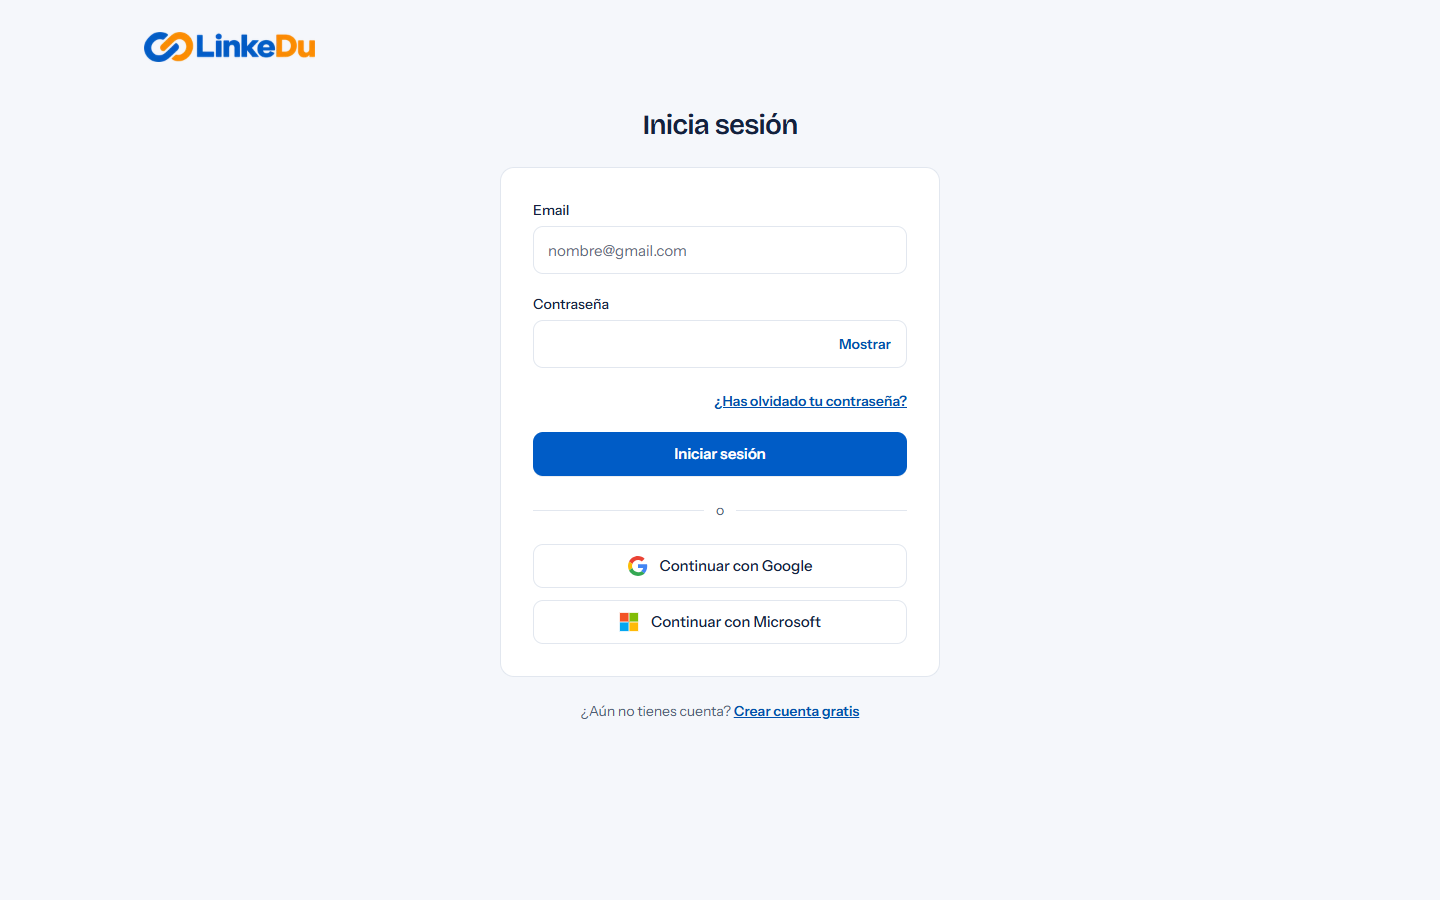 LinkeDu
Inicia sesión
Email
nombre@gmail.com
Contraseña
Mostrar
¿Has olvidado tu contraseña?
Iniciar sesión
o
Continuar con Google
Continuar con Microsoft
¿Aún no tienes cuenta? Crear cuenta gratis